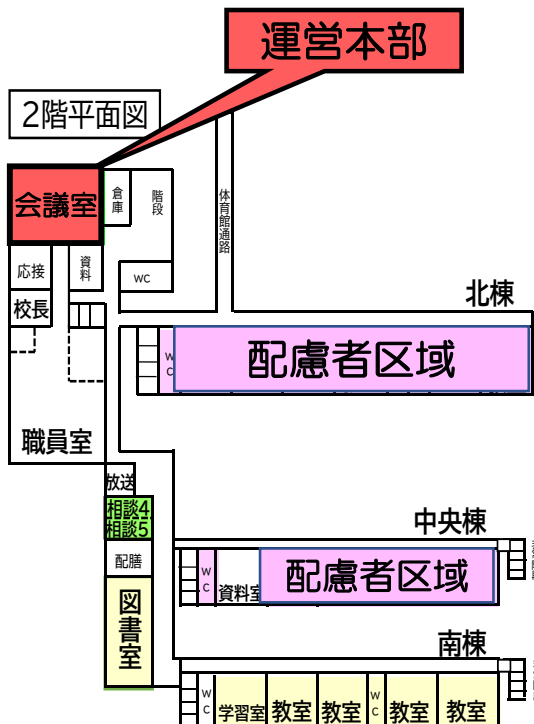 運営本部
2階平面図
会議室
倉庫
階段
体育館通路
応接
資料
WC
校長
北棟
WC
配慮者区域
職員室
放送
相談4
相談5
中央棟
配膳
WC
資料室
配慮者区域
図書室
南棟
WC
学習室
教室
教室
WC
教室
教室